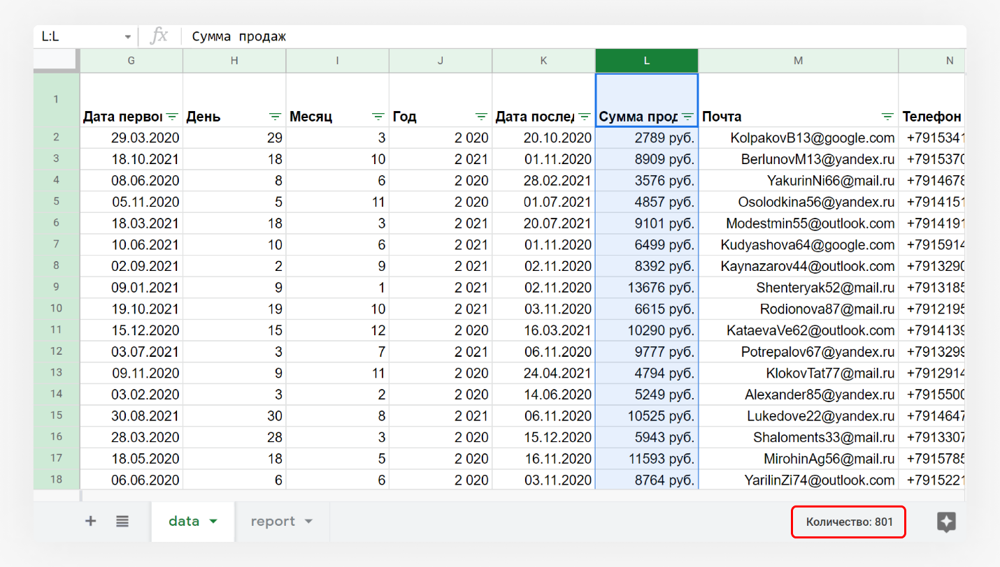 L:L fx Сумма продаж
G H I J K L M N
1 Дата первог День Месяц Год Дата послед Сумма прод Почта Телефон
2 29.03.2020 29 3 2 020 20.10.2020 2789 руб. KolpakovB13@google.com +7915341
3 18.10.2021 18 10 2 021 01.11.2020 8909 руб. BerlunovM13@yandex.ru +7915370
4 08.06.2020 8 6 2 020 28.02.2021 3576 руб. YakurinNi66@mail.ru +7914678
5 05.11.2020 5 11 2 020 01.07.2021 4857 руб. Osolodkina56@yandex.ru +7914151
6 18.03.2021 18 3 2 021 20.07.2021 9101 руб. Modestmin55@outlook.com +7914191
7 10.06.2021 10 6 2 021 01.11.2020 6499 руб. Kudyashova64@google.com +7915914
8 02.09.2021 2 9 2 021 02.11.2020 8392 руб. Kaynazarov44@outlook.com +7913290
9 09.01.2021 9 1 2 021 02.11.2020 13676 руб. Shenteryak52@mail.ru +7913185
10 19.10.2021 19 10 2 021 03.11.2020 6615 руб. Rodionova87@mail.ru +7912195
11 15.12.2020 15 12 2 020 16.03.2021 10290 руб. KataevaVe62@outlook.com +7914139
12 03.07.2021 3 7 2 021 06.11.2020 9777 руб. Potrepalov67@yandex.ru +7913299
13 09.11.2020 9 11 2 020 24.04.2021 4794 руб. KlokovTat77@mail.ru +7912914
14 03.02.2020 3 2 2 020 14.06.2020 5249 руб. Alexander85@yandex.ru +7915500
15 30.08.2021 30 8 2 021 06.11.2020 10525 руб. Lukedove22@yandex.ru +7914647
16 28.03.2020 28 3 2 020 15.12.2020 5943 руб. Shaloments33@mail.ru +7913307
17 18.05.2020 18 5 2 020 16.11.2020 11593 руб. MirohinAg56@mail.ru +7915785
18 06.06.2020 6 6 2 020 03.11.2020 8764 руб. YarilinZi74@outlook.com +7915221
data report Количество: 801